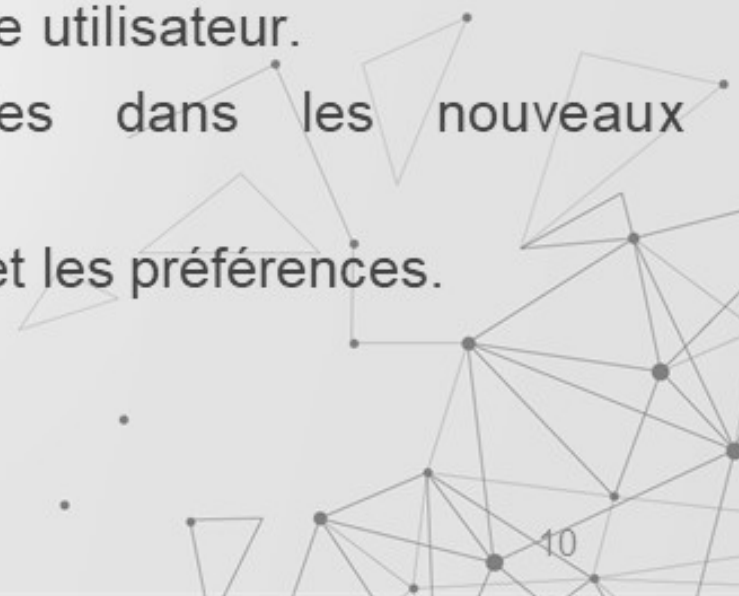 e utilisateur.
es dans les nouveaux
et les préférences.
10